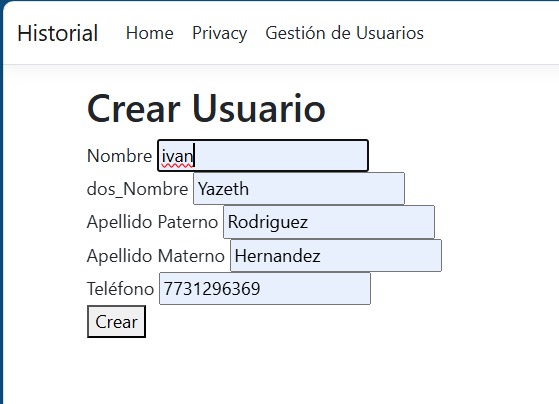 Historial Home Privacy Gestión de Usuarios
Crear Usuario
Nombre ivan
dos_Nombre Yazeth
Apellido Paterno Rodriguez
Apellido Materno Hernandez
Teléfono 7731296369
Crear